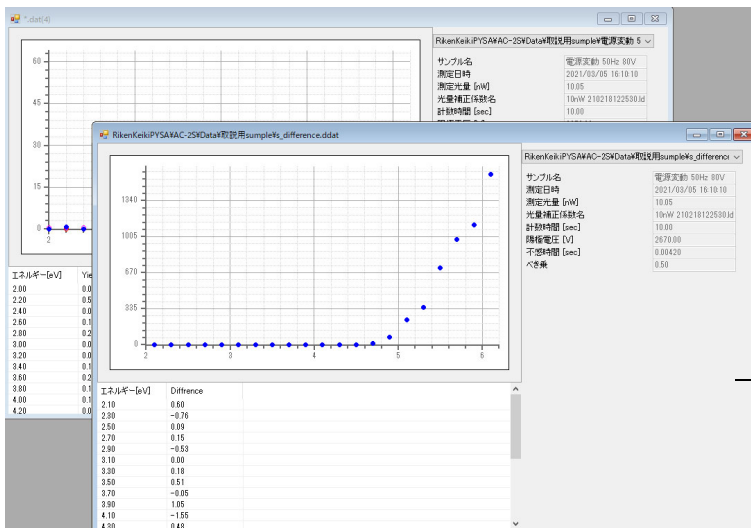 *.dat(4)
60
45
30
15
0
2
RikenKeikiPYSA¥AC-2S¥Data¥取説用sumple¥電源変動 5
サンプル名 電源変動 50Hz 80V
測定日時 2021/03/05 16:10:10
測定光量 [nW] 10.05
光量補正係数名 10nW 210218122530.ld
計数時間 [sec] 10.00
エネルギー[eV] Yie
2.00 0.0
2.20 0.5
2.40 0.0
2.60 0.1
2.80 0.2
3.00 0.0
3.20 0.0
3.40 0.1
3.60 0.2
3.80 0.1
4.00 0.1
4.20 0.0
RikenKeikiPYSA¥AC-2S¥Data¥取説用sumple¥s_difference.ddat
1340
1005
670
335
0
2 3 4 5 6
RikenKeikiPYSA¥AC-2S¥Data¥取説用sumple¥s_differenc
サンプル名 電源変動 50Hz 80V
測定日時 2021/03/05 16:10:10
測定光量 [nW] 10.05
光量補正係数名 10nW 210218122530.ld
計数時間 [sec] 10.00
陽極電圧 [V] 2670.00
不感時間 [sec] 0.00420
べき乗 0.50
エネルギー[eV] Diffrence
2.10 0.60
2.30 -0.76
2.50 0.09
2.70 0.15
2.90 -0.53
3.10 0.00
3.30 0.18
3.50 0.51
3.70 -0.05
3.90 1.05
4.10 -1.55
4.30 0.48